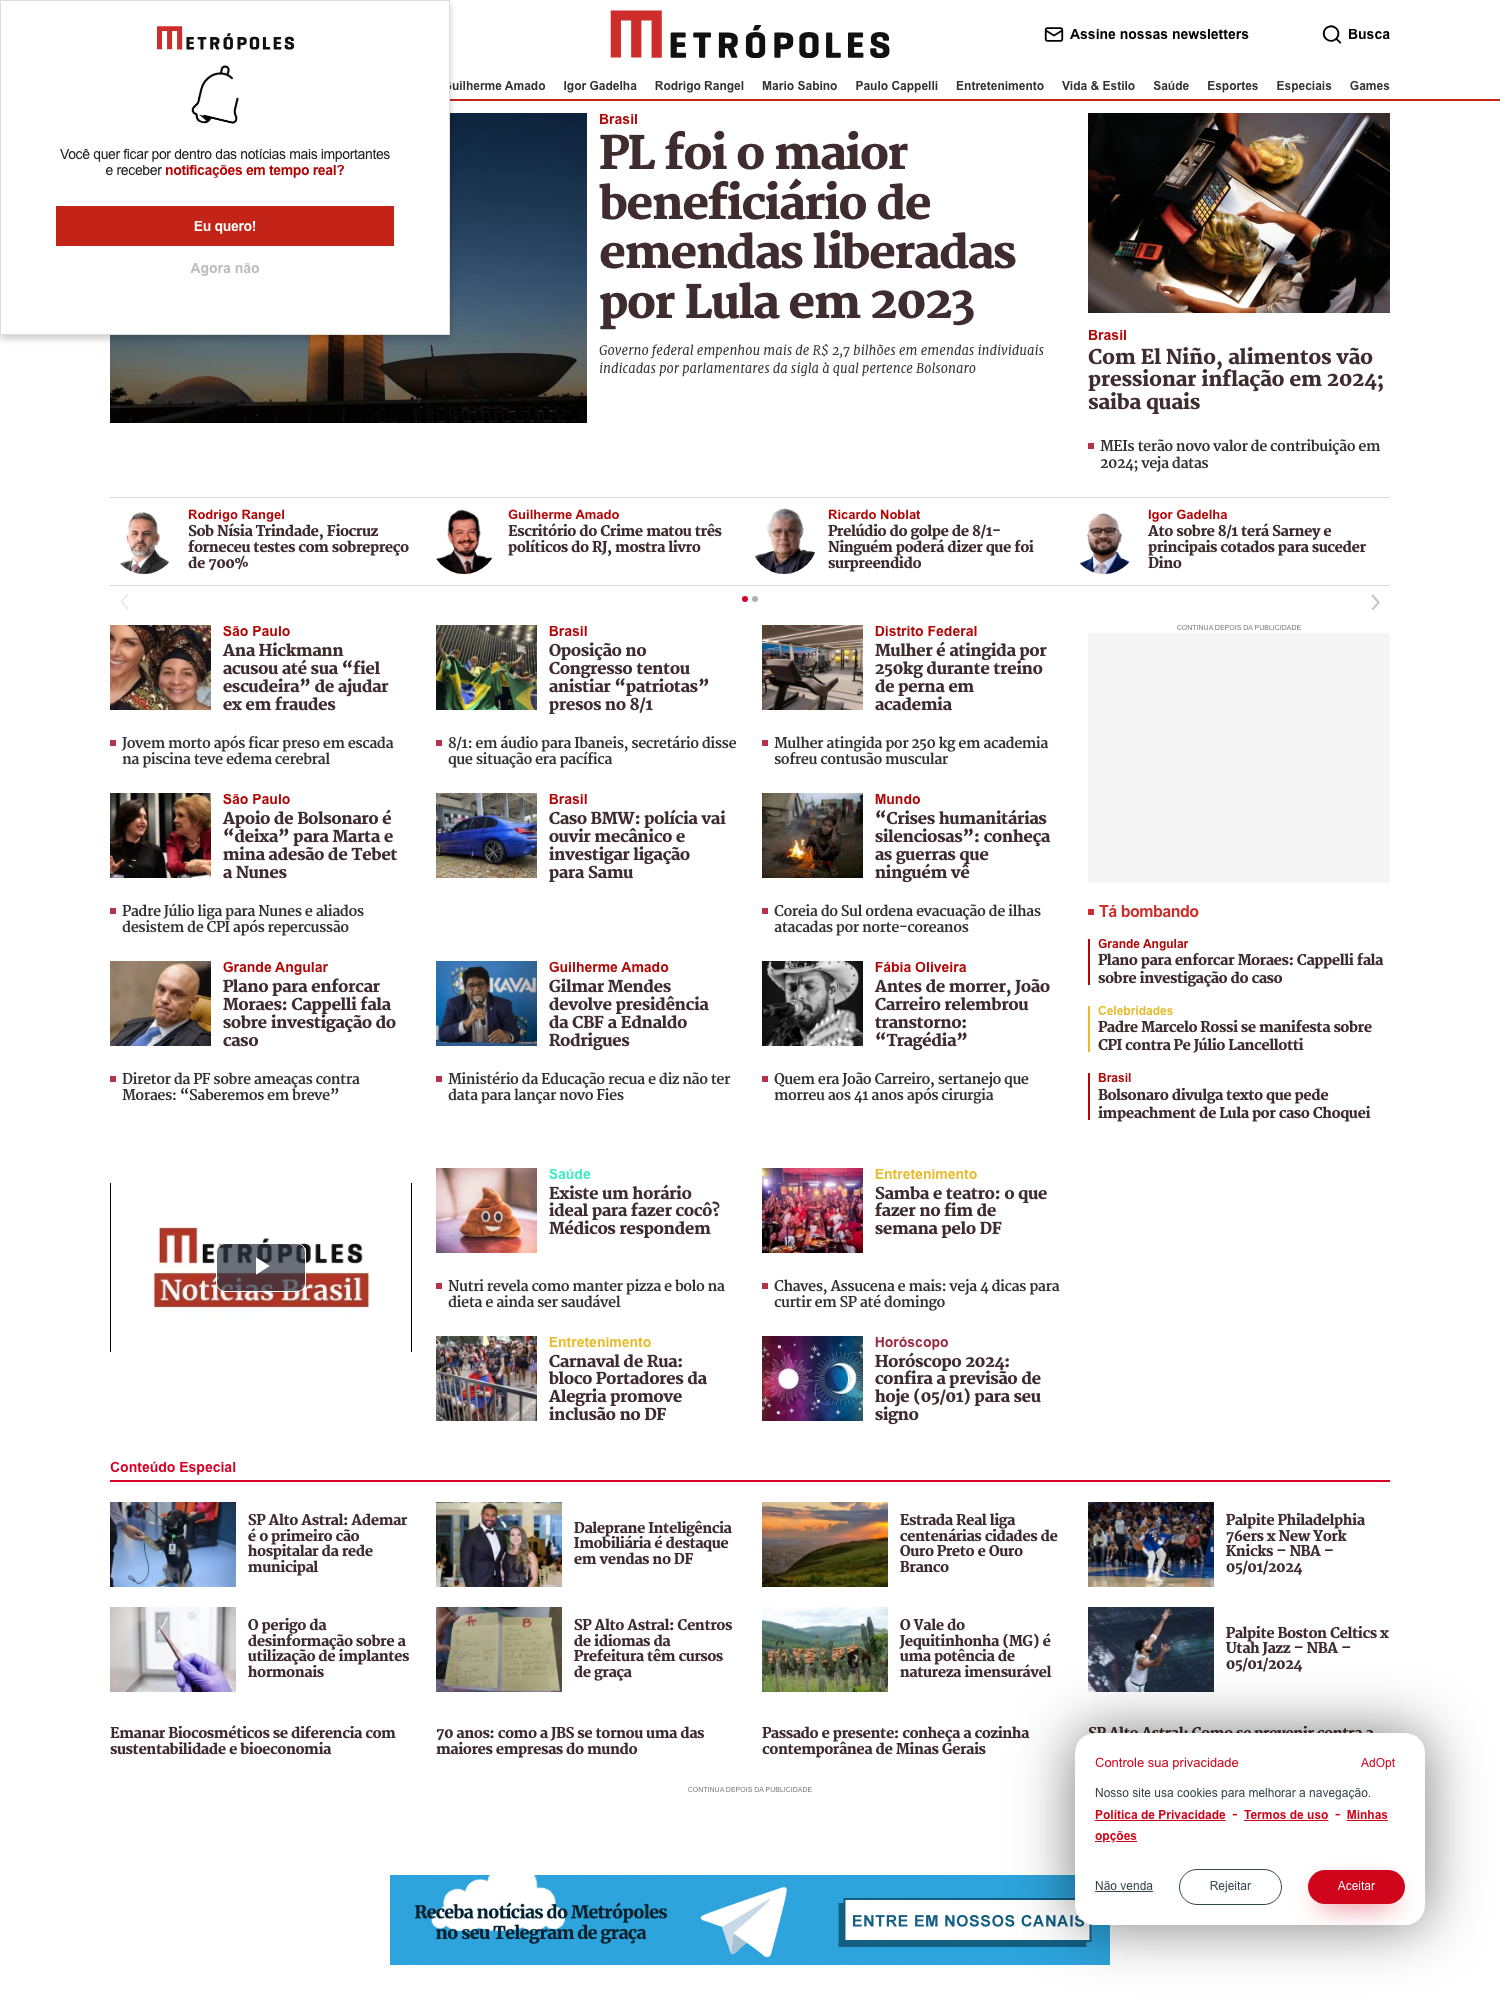 METRÓPOLES
Você quer ficar por dentro das notícias mais importantes
e receber notificações em tempo real?
Eu quero!
Agora não
METRÓPOLES
Assine nossas newsletters
Busca
Guilherme Amado Igor Gadelha Rodrigo Rangel Mario Sabino Paulo Cappelli Entretenimento Vida & Estilo Saúde Esportes Especiais Games
Brasil
PL foi o maior
beneficiário de
emendas liberadas
por Lula em 2023
Governo federal empenhou mais de R$ 2,7 bilhões em emendas individuais
indicadas por parlamentares da sigla à qual pertence Bolsonaro
Brasil
Com El Niño, alimentos vão
pressionar inflação em 2024;
saiba quais
MEIs terão novo valor de contribuição em
2024; veja datas
Rodrigo Rangel
Sob Nísia Trindade, Fiocruz
forneceu testes com sobrepreço
de 700%
Guilherme Amado
Escritório do Crime matou três
políticos do RJ, mostra livro
Ricardo Noblat
Prelúdio do golpe de 8/1-
Ninguém poderá dizer que foi
surpreendido
Igor Gadelha
Ato sobre 8/1 terá Sarney e
principais cotados para suceder
Dino
São Paulo
Ana Hickmann
acusou até sua “fiel
escudeira” de ajudar
ex em fraudes
Jovem morto após ficar preso em escada
na piscina teve edema cerebral
Brasil
Oposição no
Congresso tentou
anistiar “patriotas”
presos no 8/1
8/1: em áudio para Ibaneis, secretário disse
que situação era pacífica
Distrito Federal
Mulher é atingida por
250kg durante treino
de perna em
academia
Mulher atingida por 250 kg em academia
sofreu contusão muscular
CONTINUA DEPOIS DA PUBLICIDADE
São Paulo
Apoio de Bolsonaro é
“deixa” para Marta e
mina adesão de Tebet
a Nunes
Padre Júlio liga para Nunes e aliados
desistem de CPI após repercussão
Brasil
Caso BMW: polícia vai
ouvir mecânico e
investigar ligação
para Samu
Mundo
“Crises humanitárias
silenciosas”: conheça
as guerras que
ninguém vê
Coreia do Sul ordena evacuação de ilhas
atacadas por norte-coreanos
Grande Angular
Plano para enforcar
Moraes: Cappelli fala
sobre investigação do
caso
Diretor da PF sobre ameaças contra
Moraes: “Saberemos em breve”
KAVAI
Guilherme Amado
Gilmar Mendes
devolve presidência
da CBF a Ednaldo
Rodrigues
Ministério da Educação recua e diz não ter
data para lançar novo Fies
Fábia Oliveira
Antes de morrer, João
Carreiro relembrou
transtorno:
“Tragédia”
Quem era João Carreiro, sertanejo que
morreu aos 41 anos após cirurgia
Tá bombando
Grande Angular
Plano para enforcar Moraes: Cappelli fala
sobre investigação do caso
Celebridades
Padre Marcelo Rossi se manifesta sobre
CPI contra Pe Júlio Lancellotti
Brasil
Bolsonaro divulga texto que pede
impeachment de Lula por caso Choquei
METRÓPOLES
Notícias Brasil
Saúde
Existe um horário
ideal para fazer cocô?
Médicos respondem
Nutri revela como manter pizza e bolo na
dieta e ainda ser saudável
Entretenimento
Samba e teatro: o que
fazer no fim de
semana pelo DF
Chaves, Assucena e mais: veja 4 dicas para
curtir em SP até domingo
Entretenimento
Carnaval de Rua:
bloco Portadores da
Alegria promove
inclusão no DF
Horóscopo
Horóscopo 2024:
confira a previsão de
hoje (05/01) para seu
signo
Conteúdo Especial
SP Alto Astral: Ademar
é o primeiro cão
hospitalar da rede
municipal
Daleprane Inteligência
Imobiliária é destaque
em vendas no DF
Estrada Real liga
centenárias cidades de
Ouro Preto e Ouro
Branco
Palpite Philadelphia
76ers x New York
Knicks – NBA –
05/01/2024
O perigo da
desinformação sobre a
utilização de implantes
hormonais
A B
SP Alto Astral: Centros
de idiomas da
Prefeitura têm cursos
de graça
O Vale do
Jequitinhonha (MG) é
uma potência de
natureza imensurável
Palpite Boston Celtics x
Utah Jazz – NBA –
05/01/2024
Emanar Biocosméticos se diferencia com
sustentabilidade e bioeconomia
70 anos: como a JBS se tornou uma das
maiores empresas do mundo
Passado e presente: conheça a cozinha
contemporânea de Minas Gerais
SP Alto Astral: Como se prevenir contra a
CONTINUA DEPOIS DA PUBLICIDADE
Controle sua privacidade
AdOpt
Nosso site usa cookies para melhorar a navegação.
Política de Privacidade - Termos de uso - Minhas
opções
Não venda
Rejeitar
Aceitar
Receba notícias do Metrópoles
no seu Telegram de graça
ENTRE EM NOSSOS CANAIS